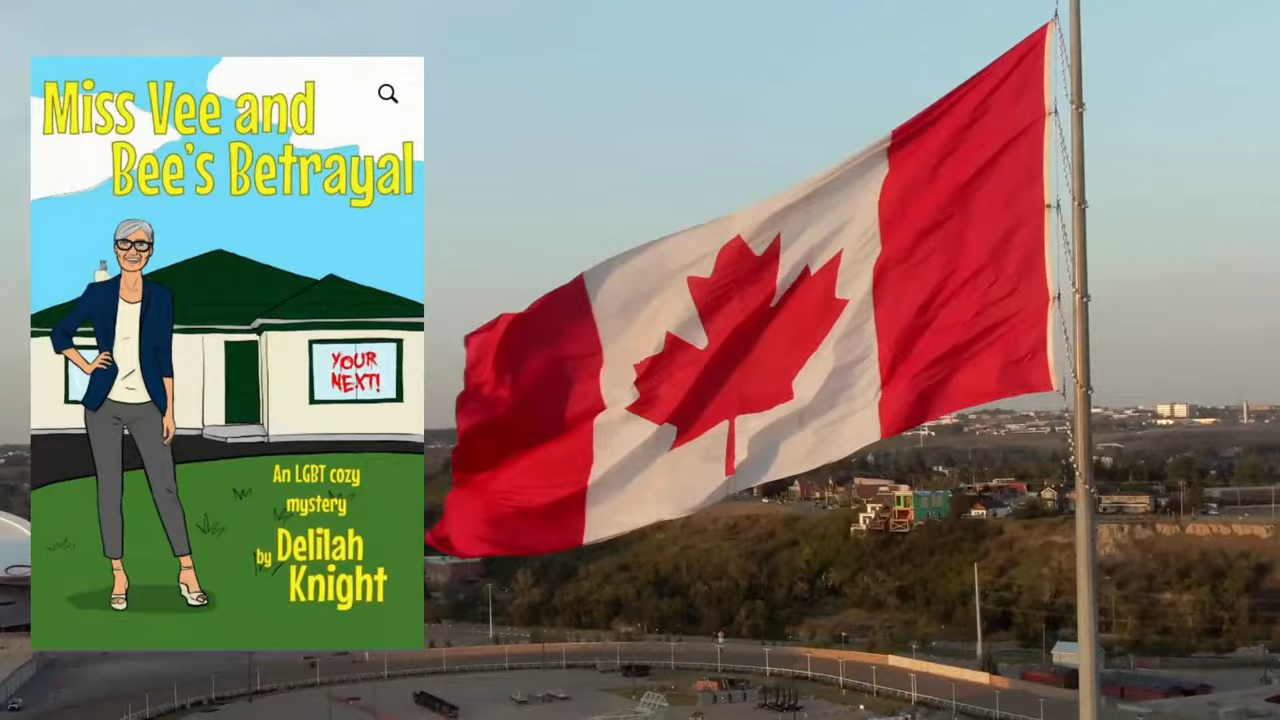 Miss Vee and
Bee's Betrayal
YOUR
NEXT!
An LGBT cozy
mystery
by Delilah
Knight